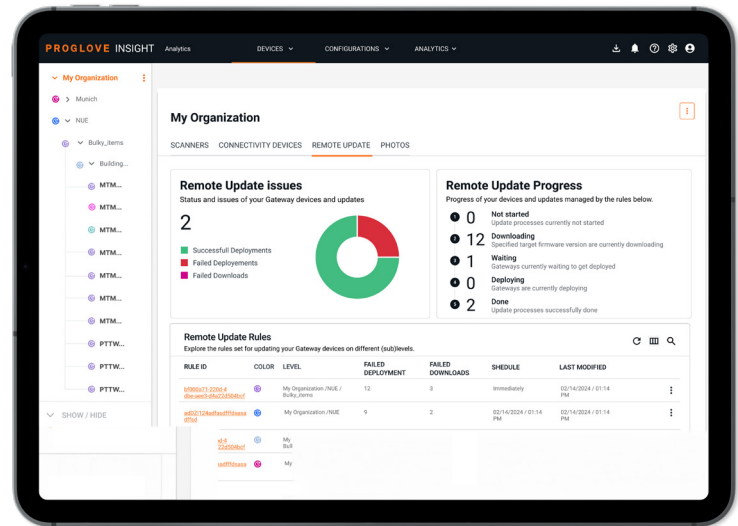 PROGLOVE INSIGHT Analytics DEVICES CONFIGURATIONS ANALYTICS
My Organization
Munich
NUE
Bulky_items
Building...
MTM...
MTM...
MTM...
MTM...
MTM...
MTM...
MTM...
PTTW...
PTTW...
PTTW...
SHOW / HIDE
My Organization
SCANNERS CONNECTIVITY DEVICES REMOTE UPDATE PHOTOS
Remote Update issues
Status and issues of your Gateway devices and updates
2
Successfull Deployments
Failed Deployements
Failed Downloads
Remote Update Progress
Progress of your devices and updates managed by the rules below.
1 0 Not started
Update processes currently not started
2 12 Downloading
Specified target firmware version are currently downloading
3 1 Waiting
Gateways currently waiting to get deployed
4 0 Deploying
Gateways are currently deploying
5 2 Done
Update processes successfully done
Remote Update Rules
Explore the rules set for updating your Gateway devices on different (sub)levels.
RULE ID COLOR LEVEL FAILED DEPLOYMENT FAILED DOWNLOADS SHEDULE LAST MODIFIED
My Organization /NUE / 12 3 Immediately 02/14/2024 / 01:14
Bulky_items PM
My Organization /NUE 9 2 02/14/2024 / 01:14 02/14/2024 / 01:14
PM PM
My
Bull
My